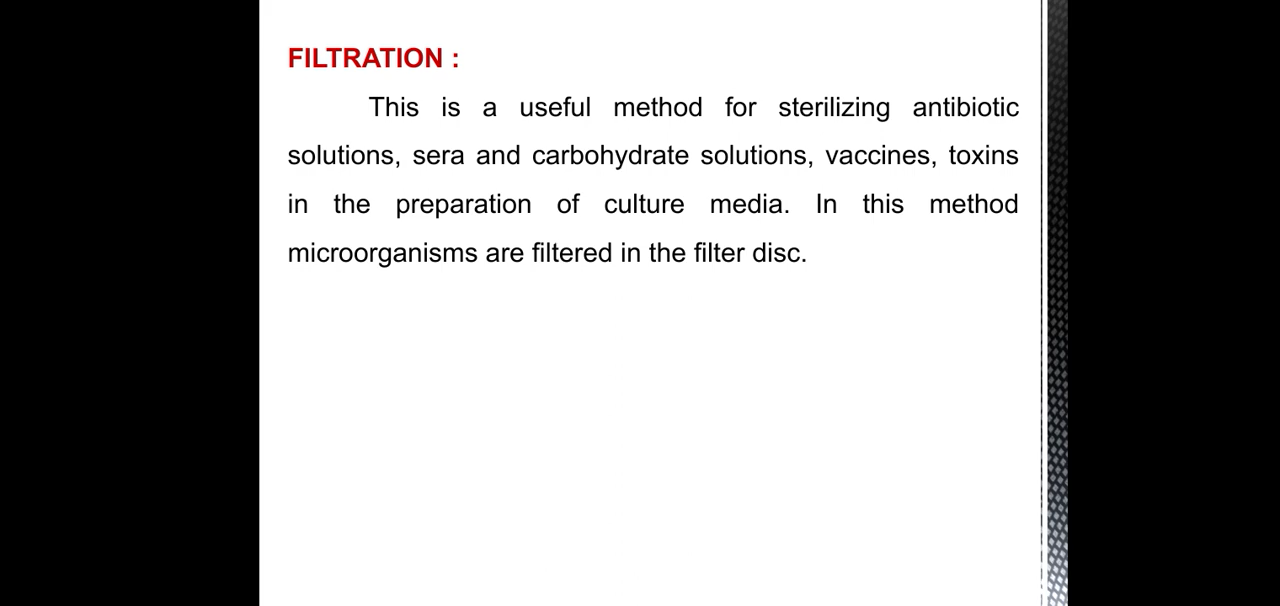 FILTRATION :
This is a useful method for sterilizing antibiotic
solutions, sera and carbohydrate solutions, vaccines, toxins
in the preparation of culture media. In this method
microorganisms are filtered in the filter disc.